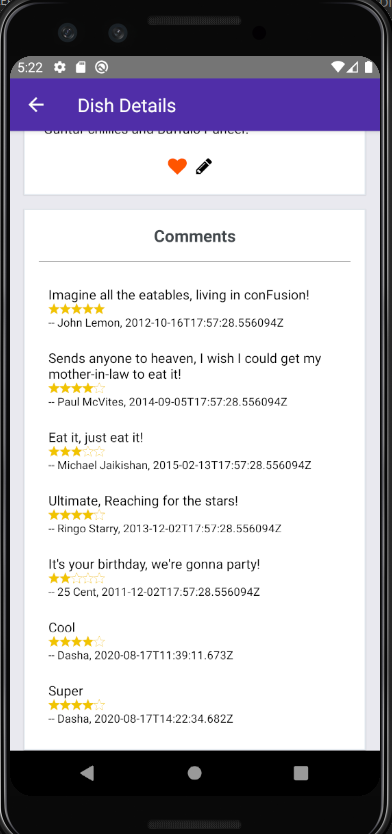 5:22
Dish Details
Guntur chillies and Buffalo Paneer.
Comments
Imagine all the eatables, living in conFusion!
-- John Lemon, 2012-10-16T17:57:28.556094Z
Sends anyone to heaven, I wish I could get my
mother-in-law to eat it!
-- Paul McVites, 2014-09-05T17:57:28.556094Z
Eat it, just eat it!
-- Michael Jaikishan, 2015-02-13T17:57:28.556094Z
Ultimate, Reaching for the stars!
-- Ringo Starry, 2013-12-02T17:57:28.556094Z
It's your birthday, we're gonna party!
-- 25 Cent, 2011-12-02T17:57:28.556094Z
Cool
-- Dasha, 2020-08-17T11:39:11.673Z
Super
-- Dasha, 2020-08-17T14:22:34.682Z